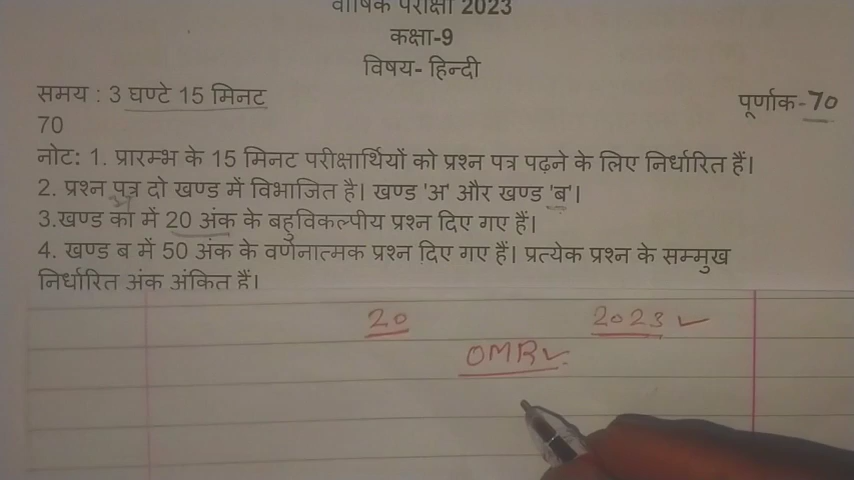 वार्षिक परीक्षा 2023
कक्षा-9
विषय- हिन्दी
समय : 3 घण्टे 15 मिनट
पूर्णांक-70
70
नोट: 1. प्रारम्भ के 15 मिनट परीक्षार्थियों को प्रश्न पत्र पढ़ने के लिए निर्धारित हैं।
2. प्रश्न पत्र दो खण्ड में विभाजित है। खण्ड 'अ' और खण्ड 'ब'।
अ
3.खण्ड का में 20 अंक के बहुविकल्पीय प्रश्न दिए गए हैं।
4. खण्ड ब में 50 अंक के वर्णनात्मक प्रश्न दिए गए हैं। प्रत्येक प्रश्न के सम्मुख
निर्धारित अंक अंकित हैं।
20 2023
OMR